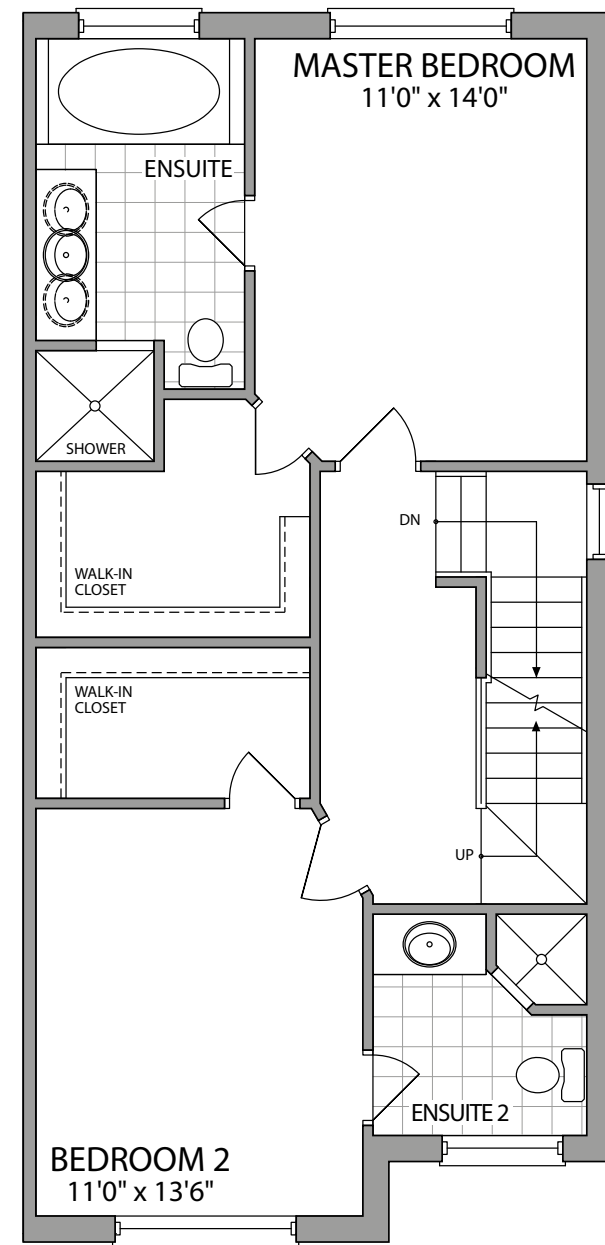 MASTER BEDROOM
11'0" x 14'0"
ENSUITE
SHOWER
DN
WALK-IN
CLOSET
WALK-IN
CLOSET
UP
ENSUITE 2
BEDROOM 2
11'0" x 13'6"